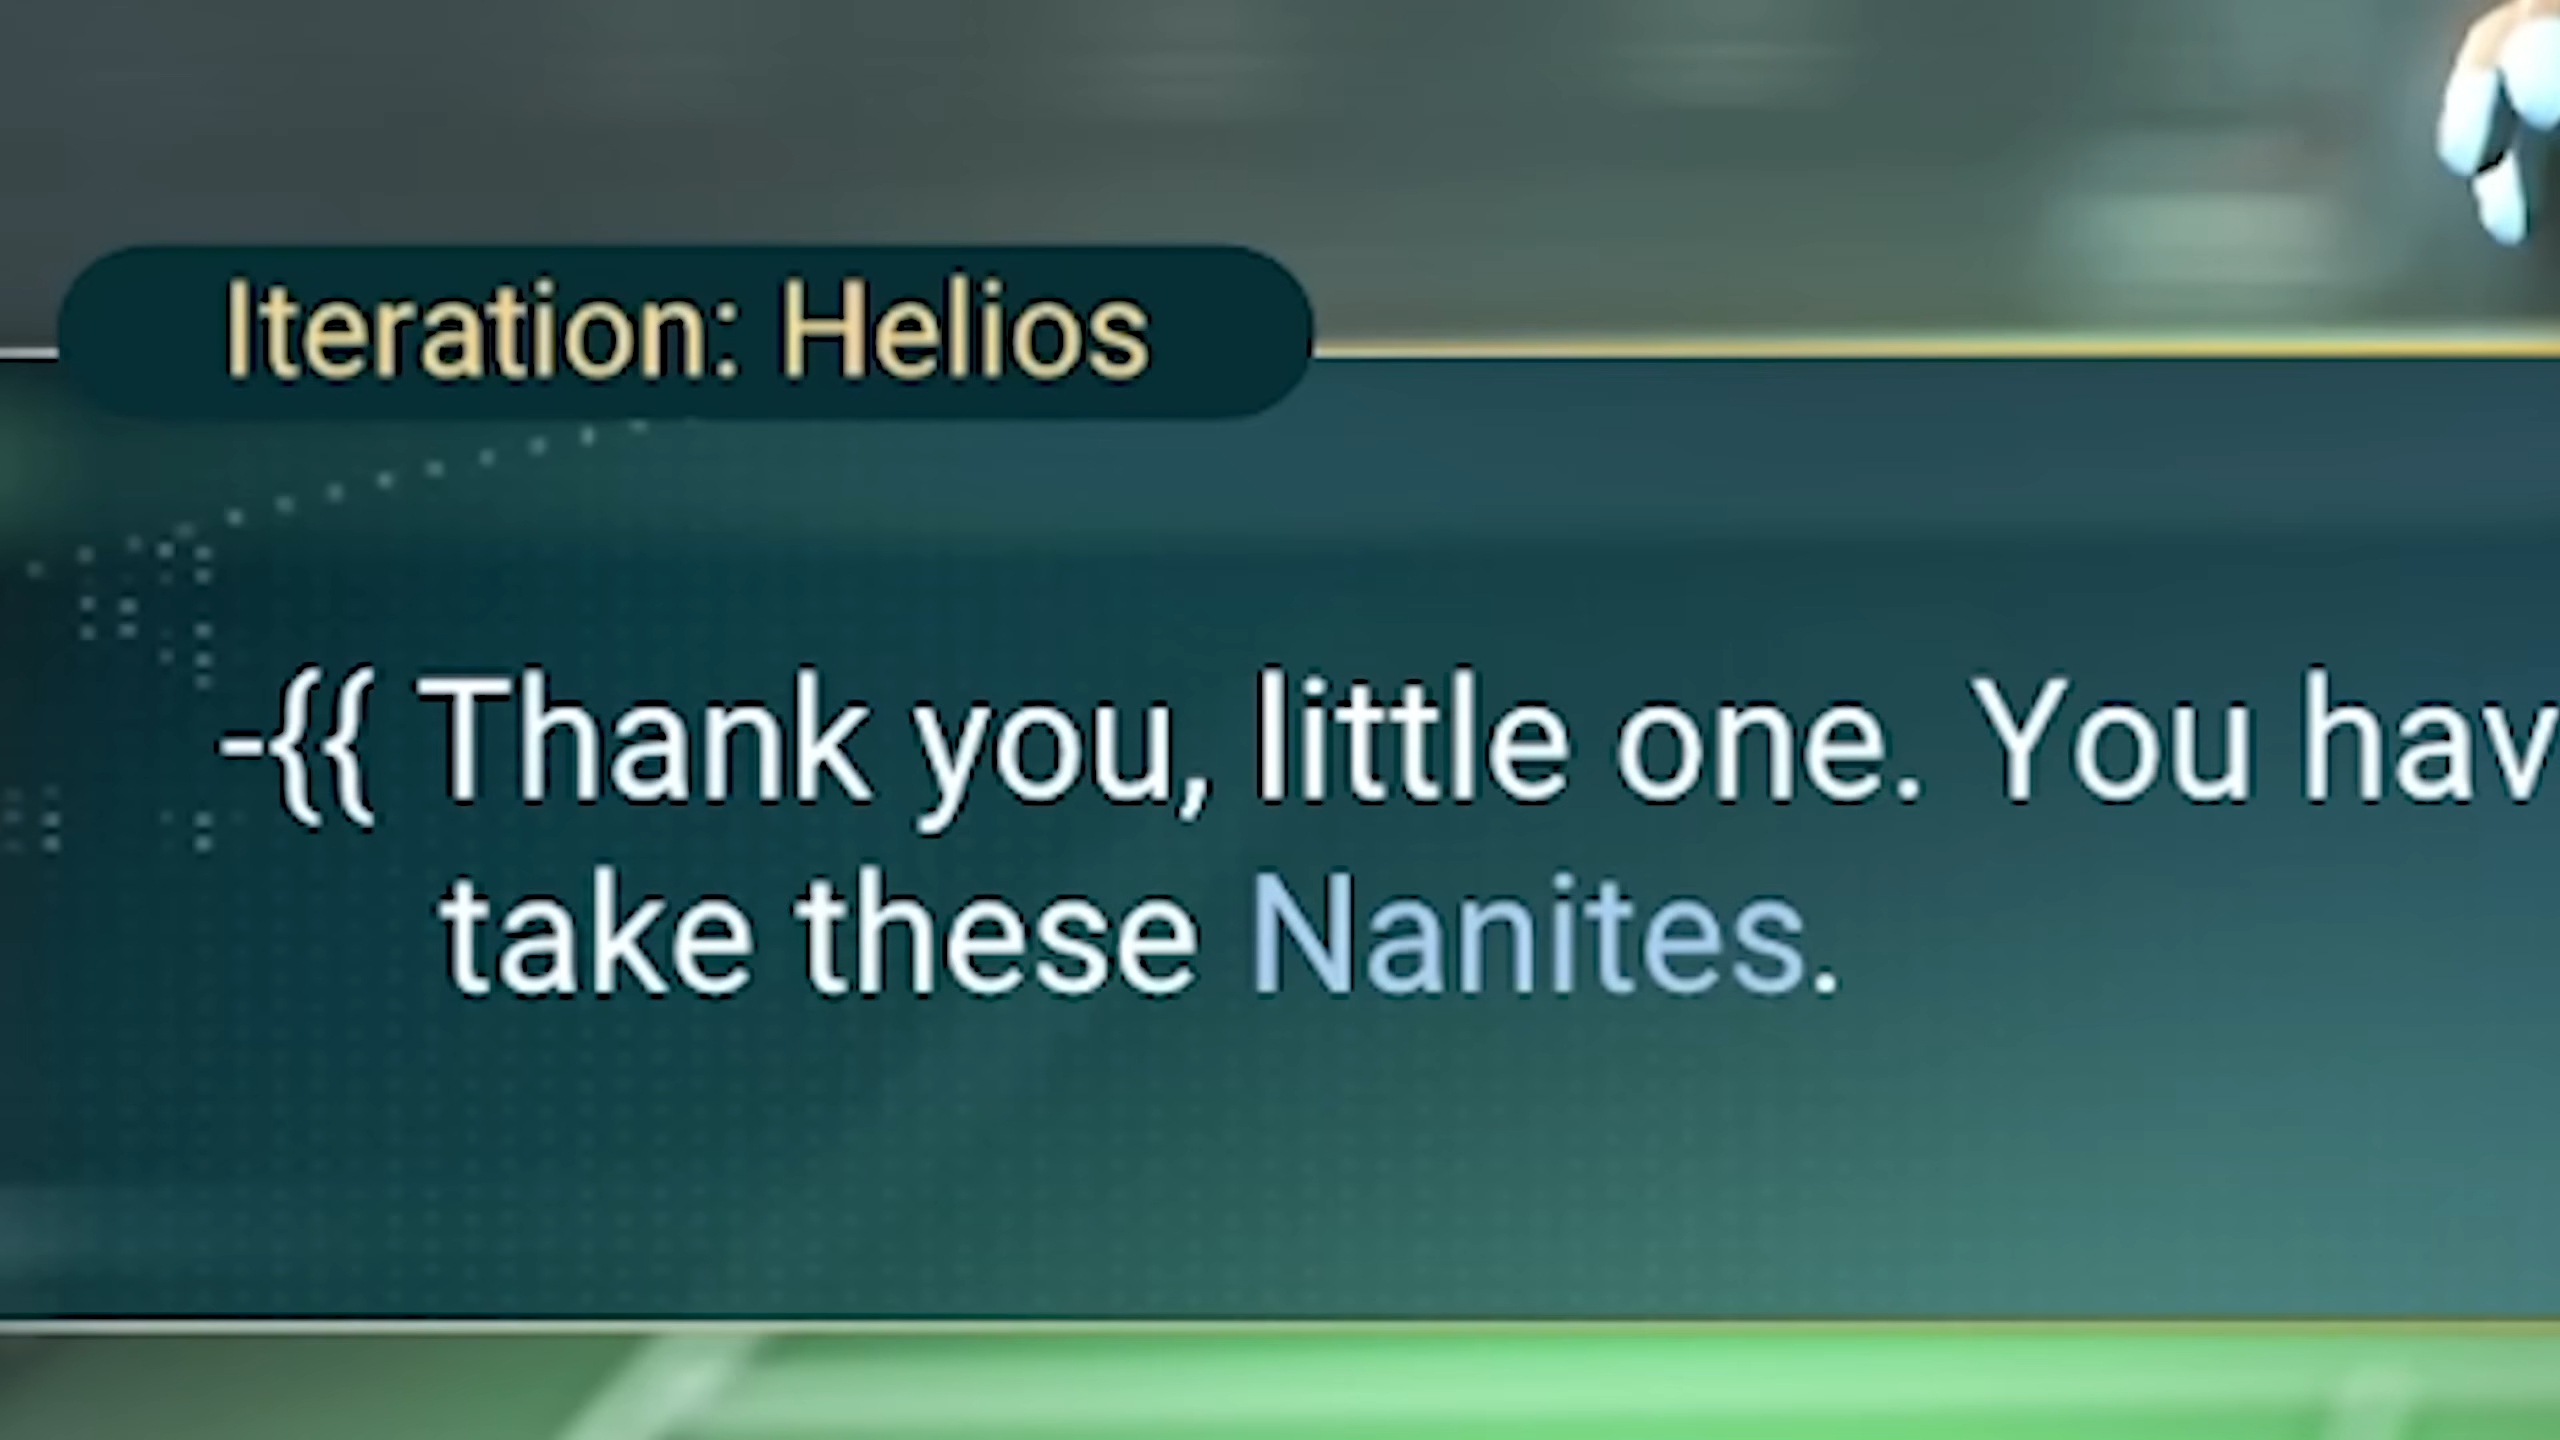 Iteration: Helios
-{{ Thank you, little one. You hav
take these Nanites.